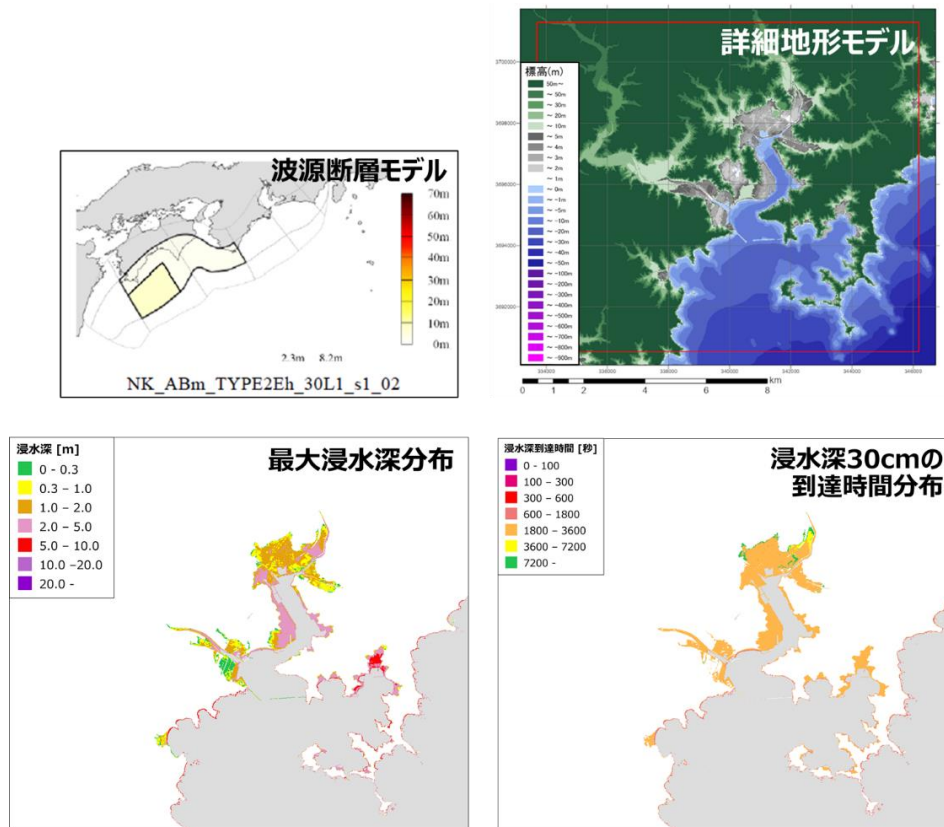 波源断層モデル
70m
60m
50m
40m
30m
20m
10m
0m
2.3m 8.2m
NK_ABm_TYPE2Eh_30L1_s1_02
詳細地形モデル
標高(m)
50m～
～ 50m
～ 30m
～ 20m
～ 10m
～ 5m
～ 4m
～ 3m
～ 2m
～ 1m
～ 0m
～ -1m
～ -5m
～ -10m
～ -20m
～ -30m
～ -40m
～ -50m
～ -100m
～ -200m
～ -300m
～ -400m
～ -500m
～ -600m
～ -700m
～ -800m
～ -900m
0 1 2 4 6 8
km
最大浸水深分布
浸水深 [m]
0 - 0.3
0.3 – 1.0
1.0 – 2.0
2.0 – 5.0
5.0 – 10.0
10.0 –20.0
20.0 -
浸水深30cmの
到達時間分布
浸水深到達時間 [秒]
0 - 100
100 – 300
300 – 600
600 - 1800
1800 - 3600
3600 - 7200
7200 -